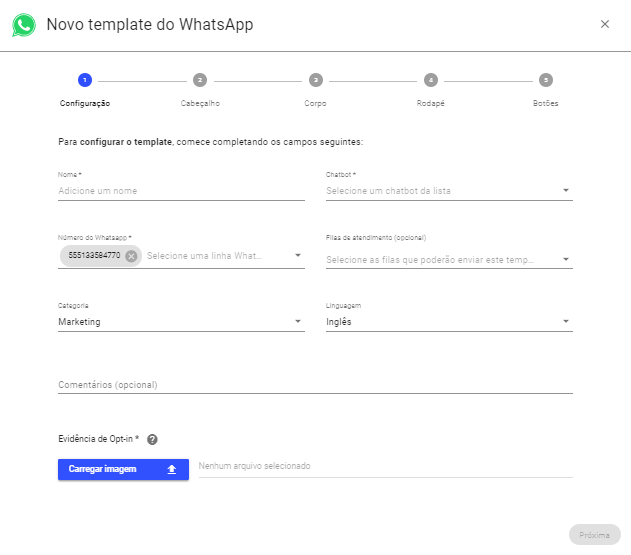 Novo template do WhatsApp
1 2 3 4 5
Configuração Cabeçalho Corpo Rodapé Botões
Para configurar o template, comece completando os campos seguintes:
Nome * Chatbot *
Adicione um nome Selecione um chatbot da lista
Número do Whatsapp * Filas de atendimento (opcional)
555133594770 Selecione uma linha What... Selecione as filas que poderão enviar este temp...
Categoria Linguagem
Marketing Inglês
Comentários (opcional)
Evidência de Opt-in * ?
Carregar imagem Nenhum arquivo selecionado
Próxima